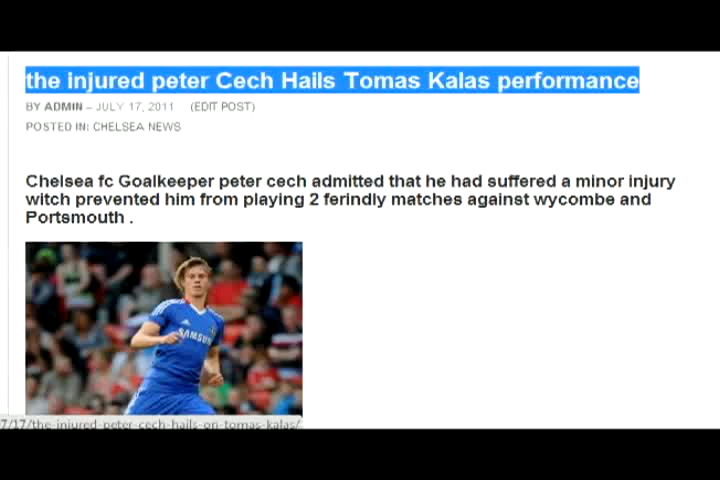 the injured peter Cech Hails Tomas Kalas performance
BY ADMIN – JULY 17, 2011 (EDIT POST)
POSTED IN: CHELSEA NEWS
Chelsea fc Goalkeeper peter cech admitted that he had suffered a minor injury
witch prevented him from playing 2 ferindly matches against wycombe and
Portsmouth .
SAMSU
7/17/the-injured-peter-cech-hails-on-tomas-kalas/